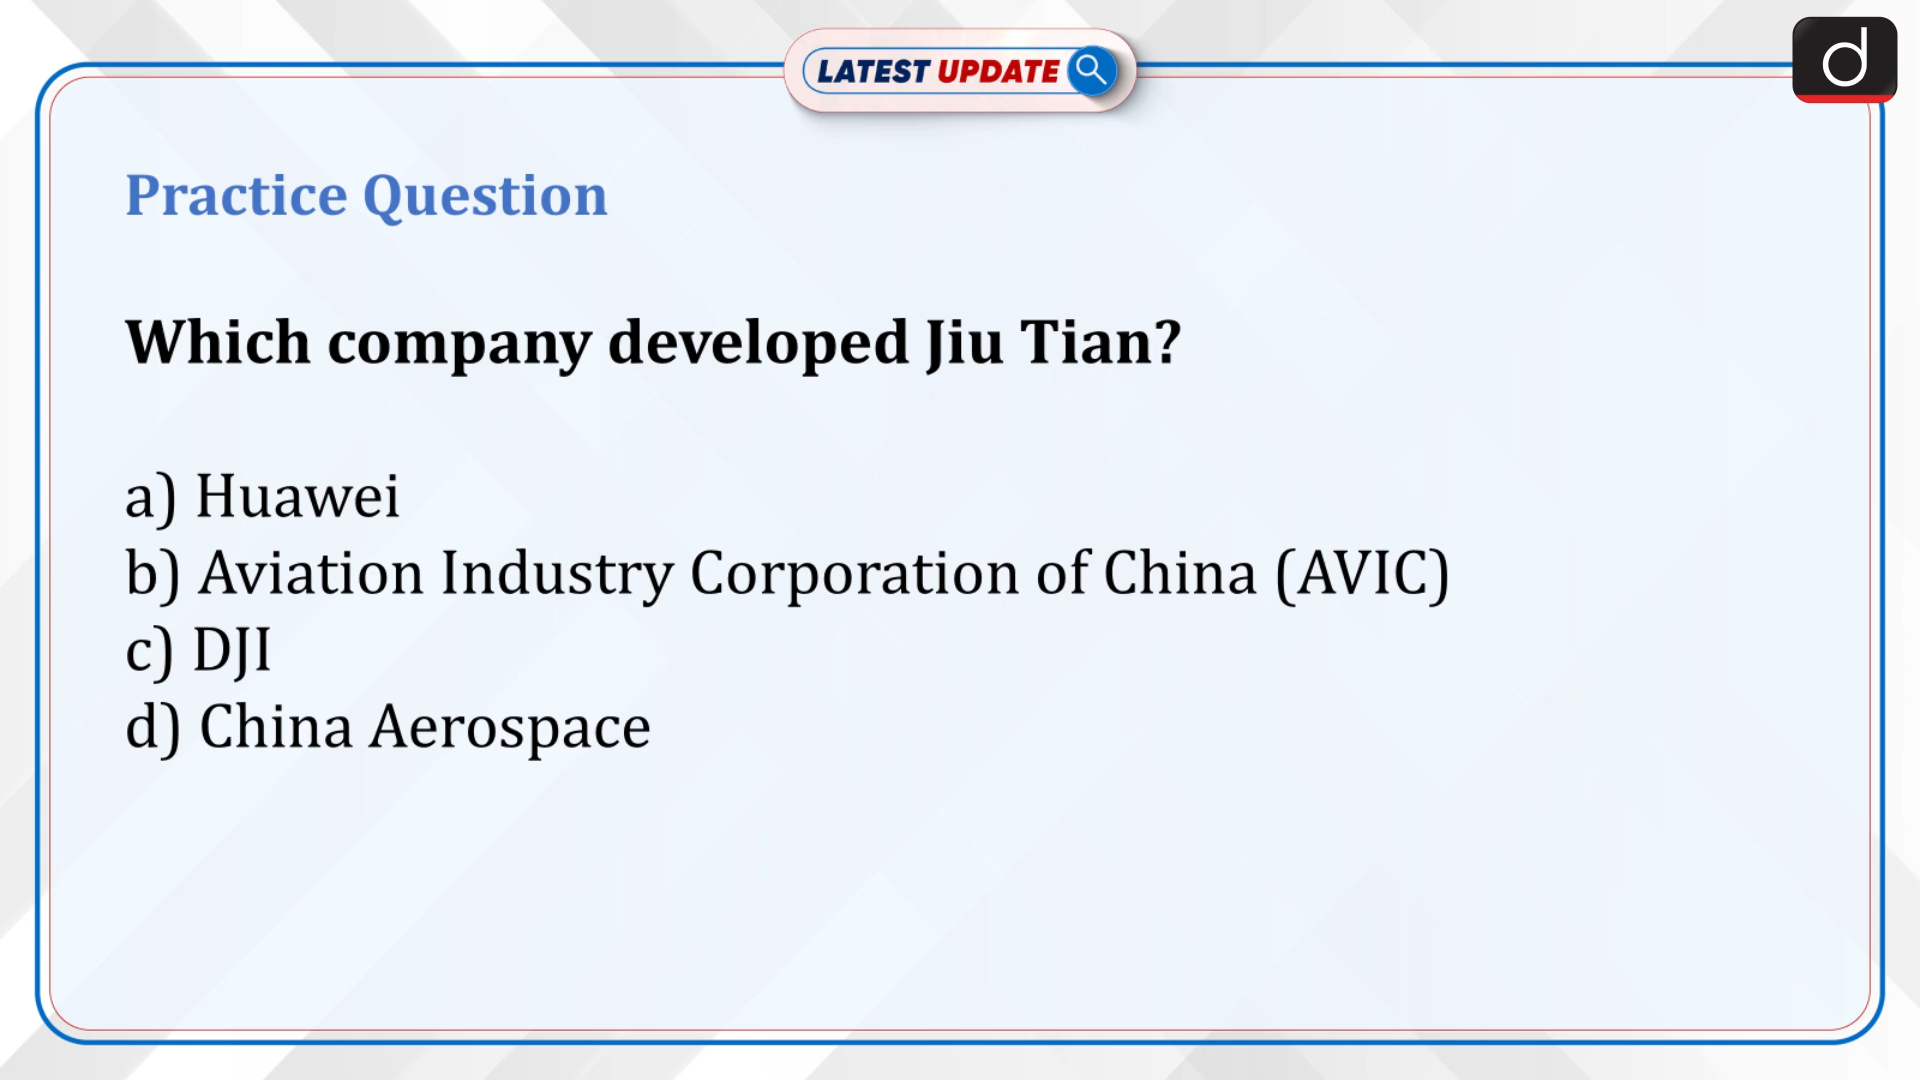 LATEST UPDATE
d
Practice Question
Which company developed Jiu Tian?
a) Huawei
b) Aviation Industry Corporation of China (AVIC)
c) DJI
d) China Aerospace